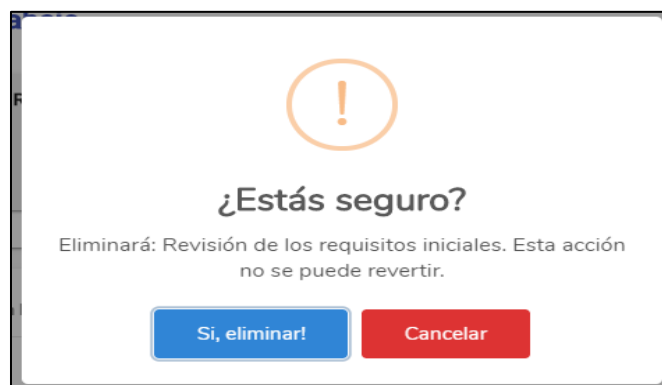 !
¿Estás seguro?
Eliminará: Revisión de los requisitos iniciales. Esta acción
no se puede revertir.
Si, eliminar!
Cancelar